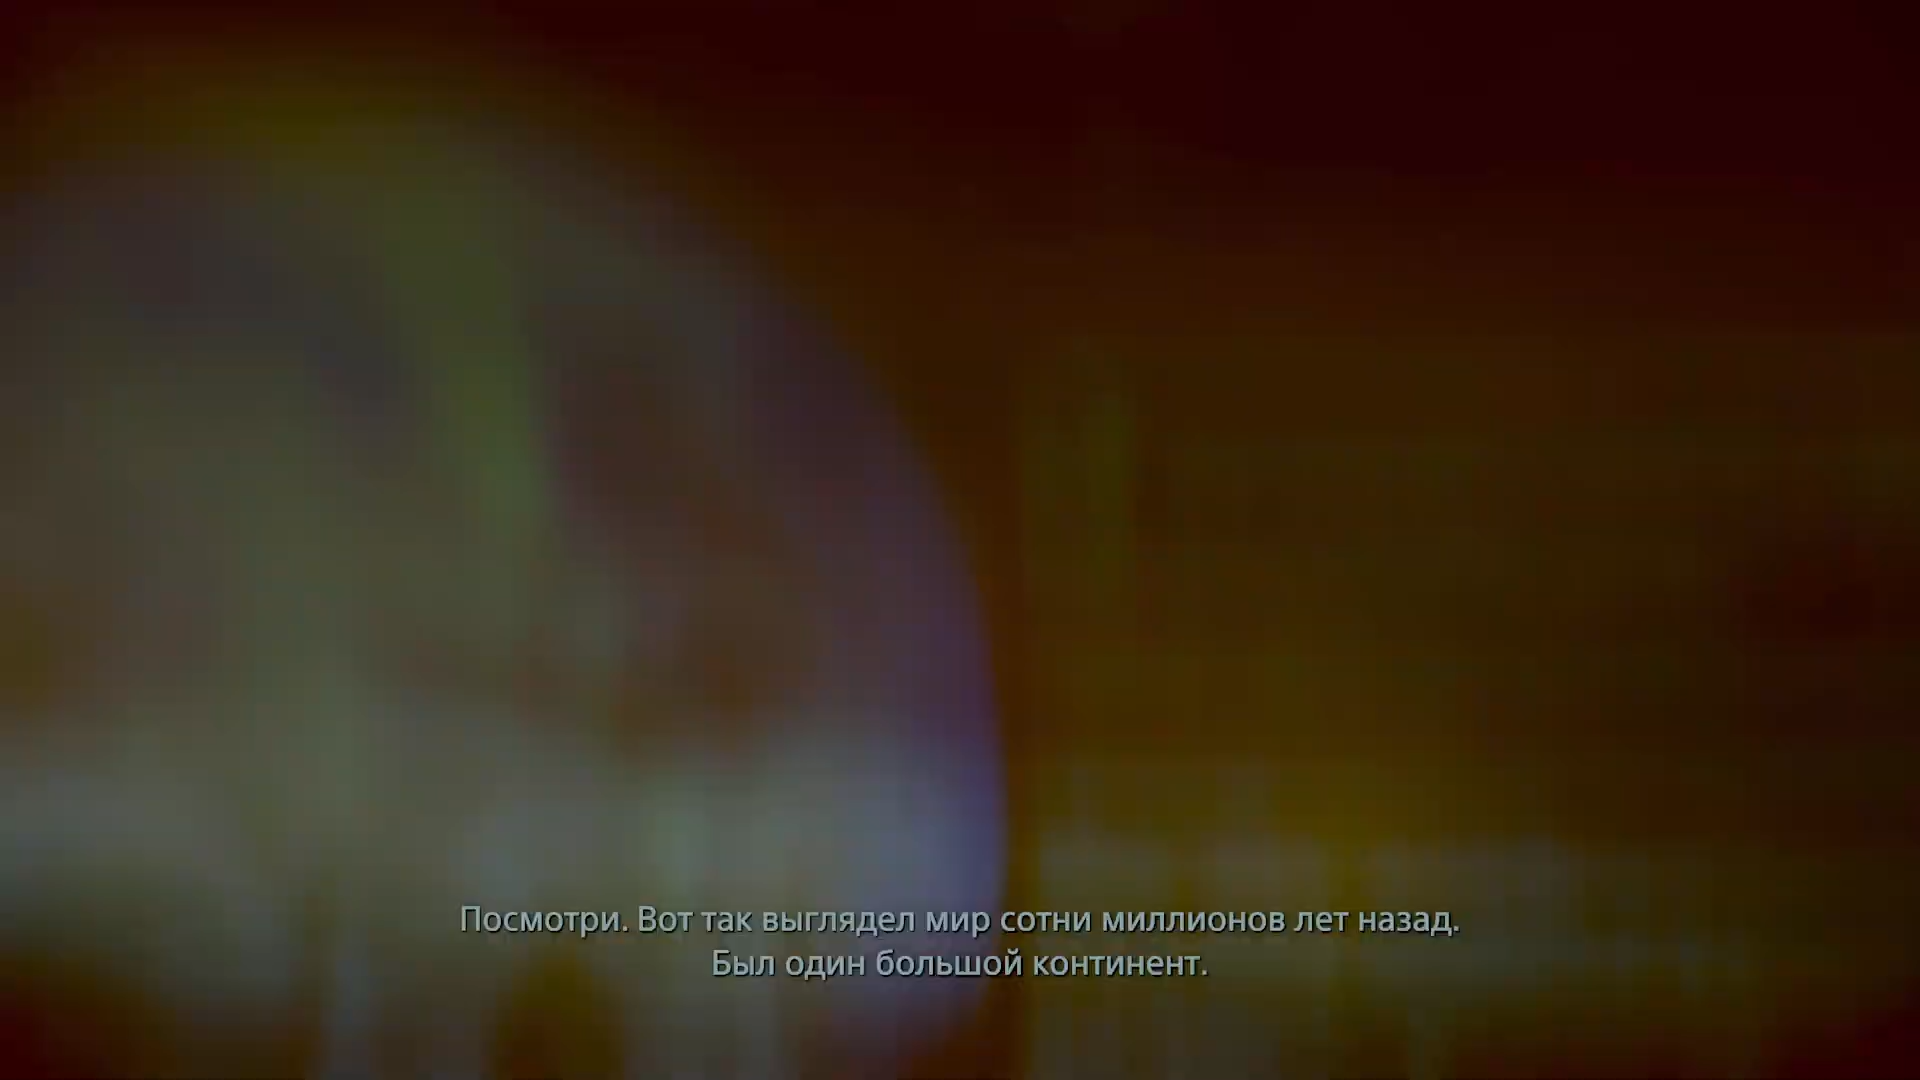 Посмотри. Вот так выглядел мир сотни миллионов лет назад.
Был один большой континент.